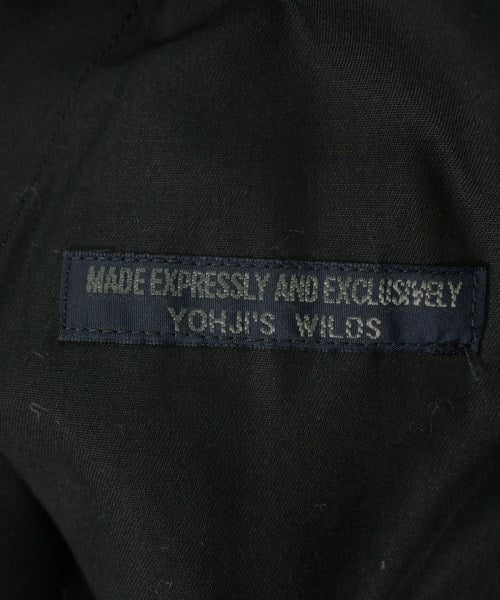 MADE EXPRESSLY AND EXCLUSIVELY
YOHJI'S WILDS